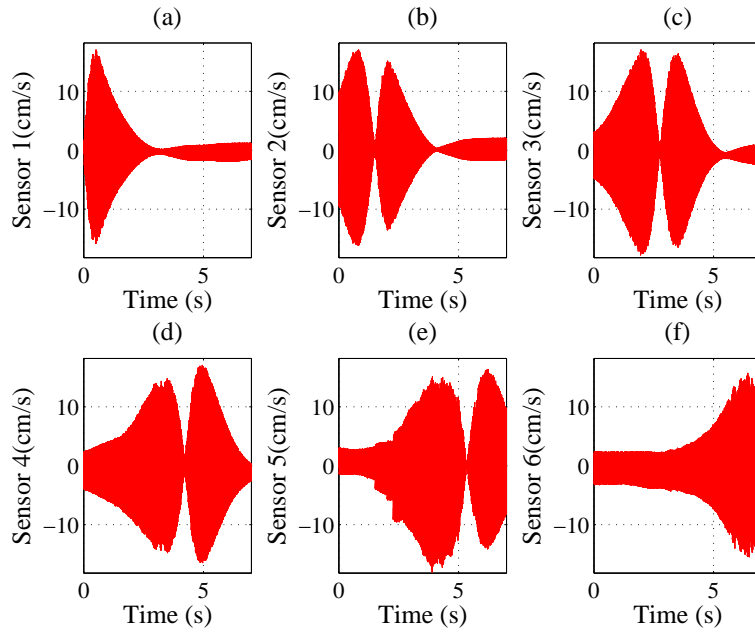 (a)
Sensor 1(cm/s)
10
0
−10
0 5
Time (s)
(b)
Sensor 2(cm/s)
10
0
−10
0 5
Time (s)
(c)
Sensor 3(cm/s)
10
0
−10
0 5
Time (s)
(d)
Sensor 4(cm/s)
10
0
−10
0 5
Time (s)
(e)
Sensor 5(cm/s)
10
0
−10
0 5
Time (s)
(f)
Sensor 6(cm/s)
10
0
−10
0 5
Time (s)